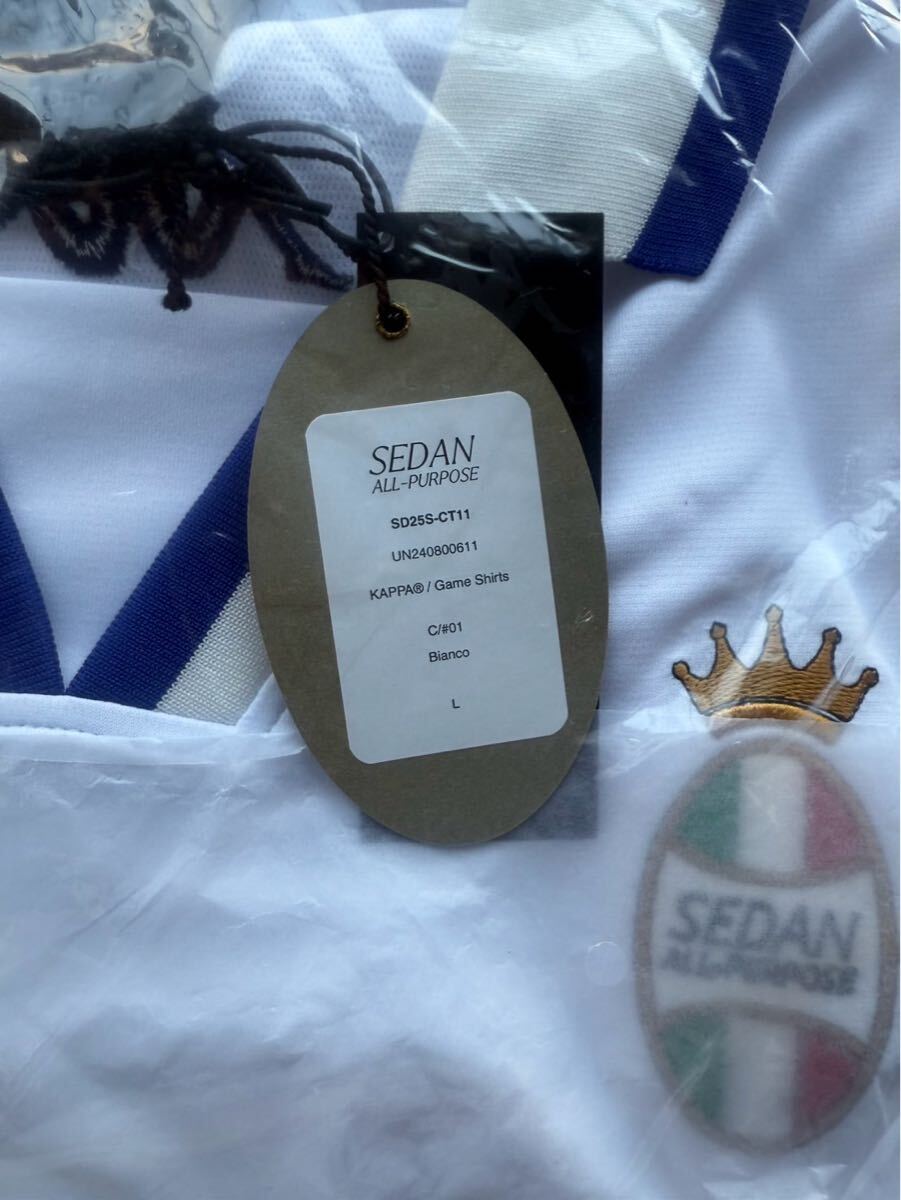 SEDAN
ALL-PURPOSE
SD25S-CT11
UN240800611
KAPPA® / Game Shirts
C/#01
Bianco
L
SEDAN
ALL-PURPOSE